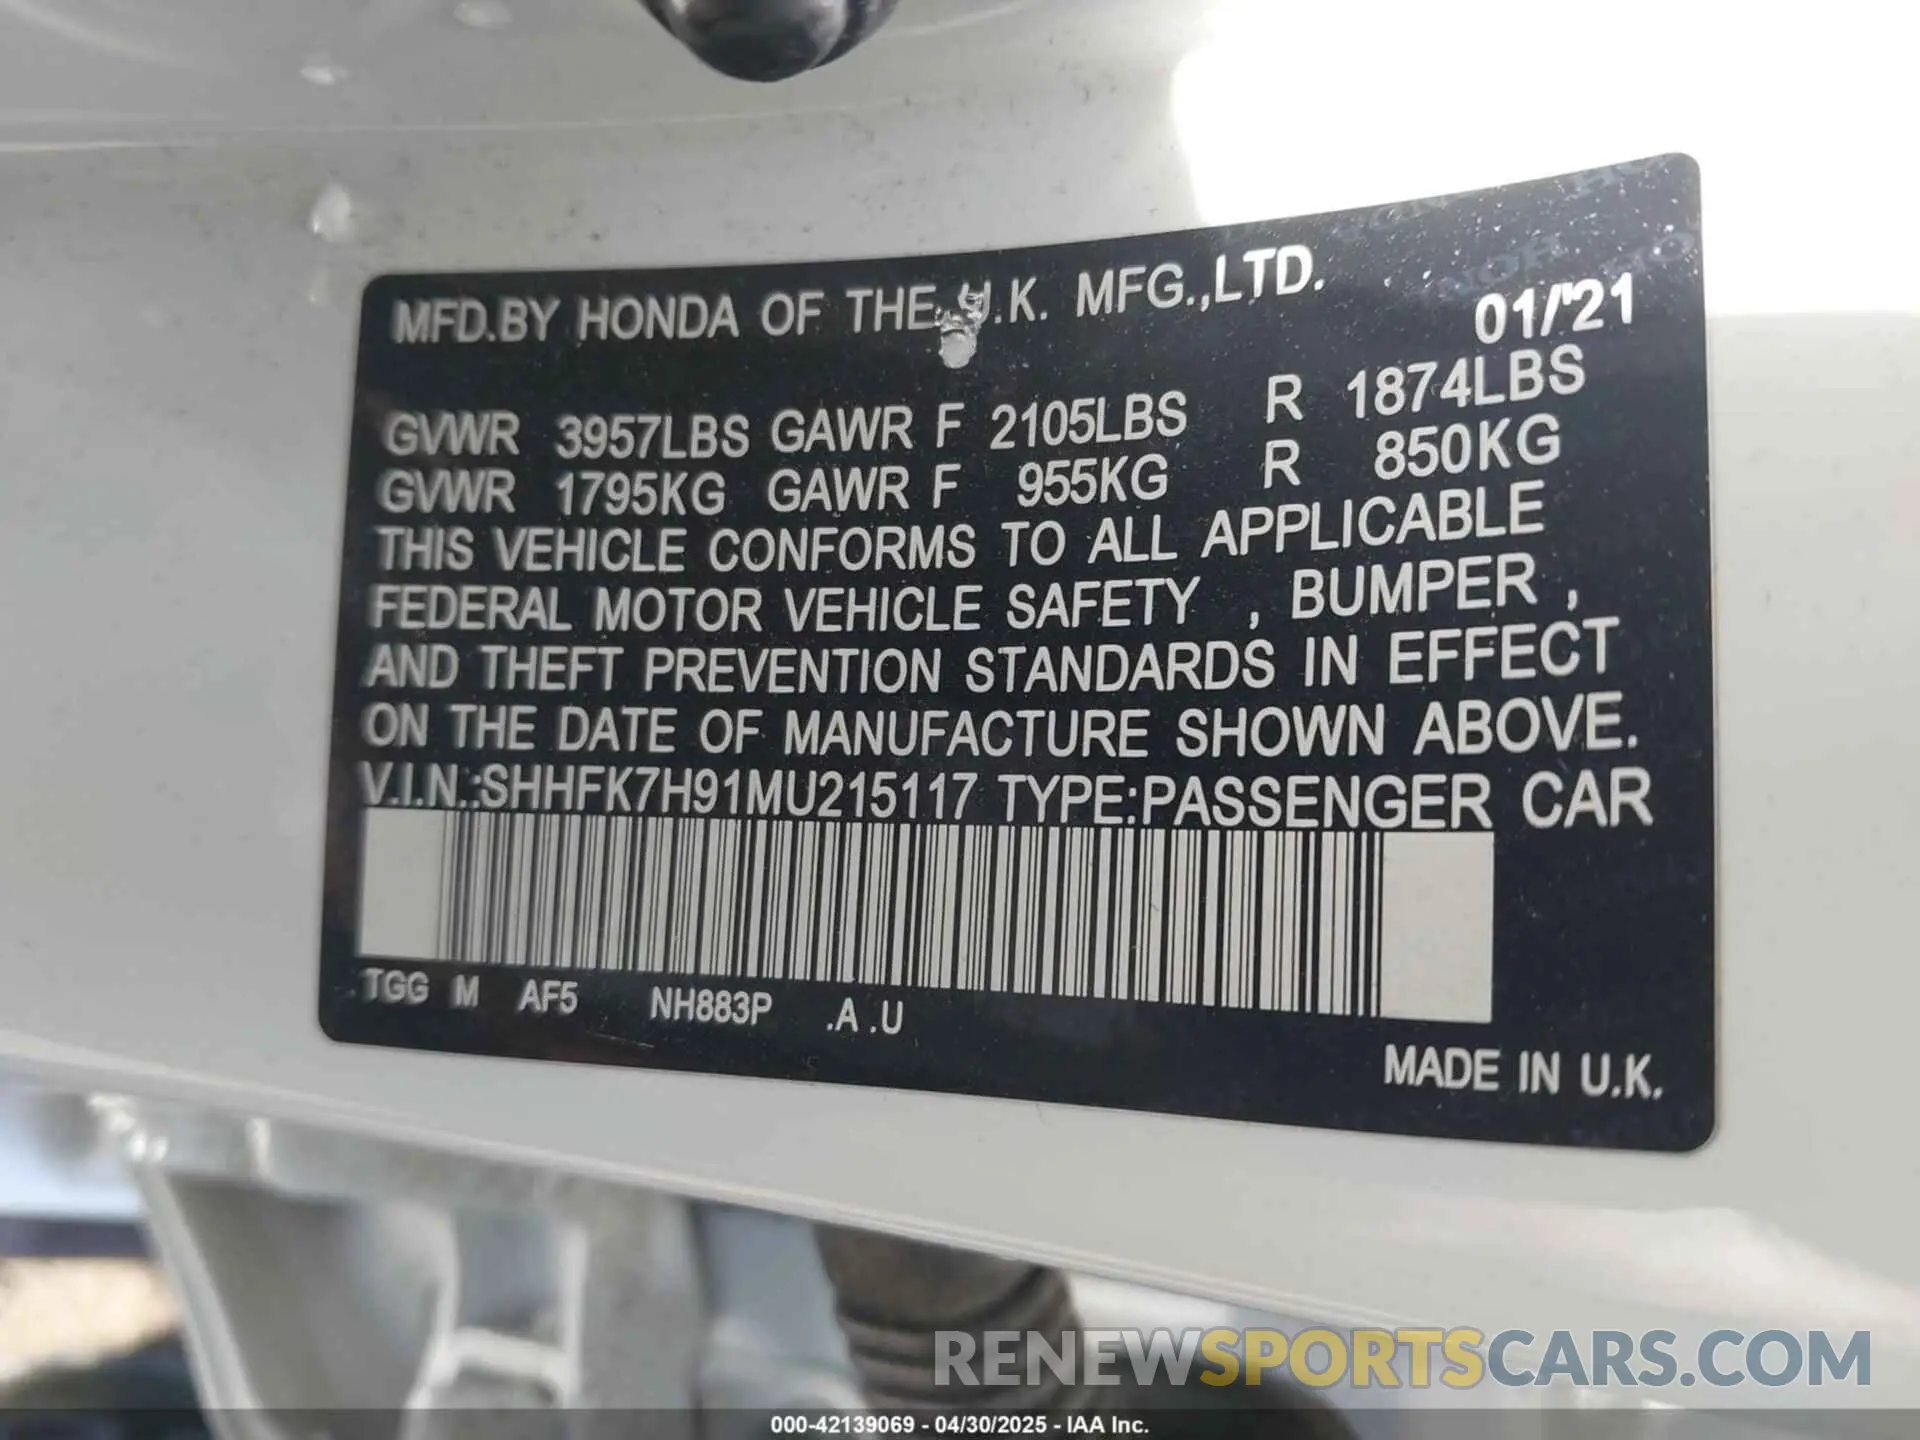 MFD.BY HONDA OF THE U.K. MFG.,LTD.
01/'21
GVWR 3957LBS GAWR F 2105LBS R 1874LBS
GVWR 1795KG GAWR F 955KG R 850KG
THIS VEHICLE CONFORMS TO ALL APPLICABLE
FEDERAL MOTOR VEHICLE SAFETY , BUMPER ,
AND THEFT PREVENTION STANDARDS IN EFFECT
ON THE DATE OF MANUFACTURE SHOWN ABOVE.
V.I.N.:SHHFK7H91MU215117 TYPE:PASSENGER CAR
TGG M AF5 NH883P .A .U
MADE IN U.K.
RENEWSPORTSCARS.COM
000-42139069 - 04/30/2025 - IAA Inc.